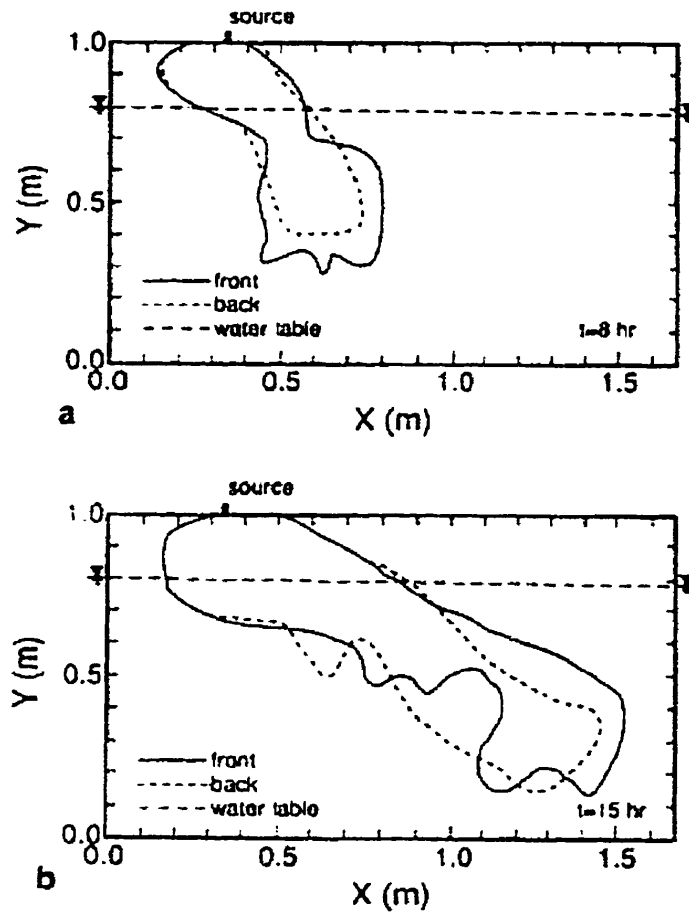 source
1.0
Y (m)
0.5
front
back
water table
t=8 hr
0.0
0.0 0.5 1.0 1.5
a
X (m)
source
1.0
Y (m)
0.5
front
back
water table
t=15 hr
0.0
0.0 0.5 1.0 1.5
b
X (m)